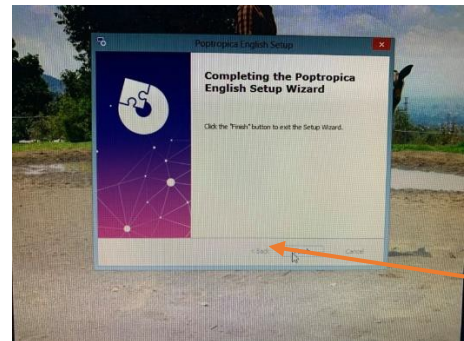 Poptropica English Setup
Completing the Poptropica
English Setup Wizard
Click the "Finish" button to exit the Setup Wizard.
< Back
Cancel